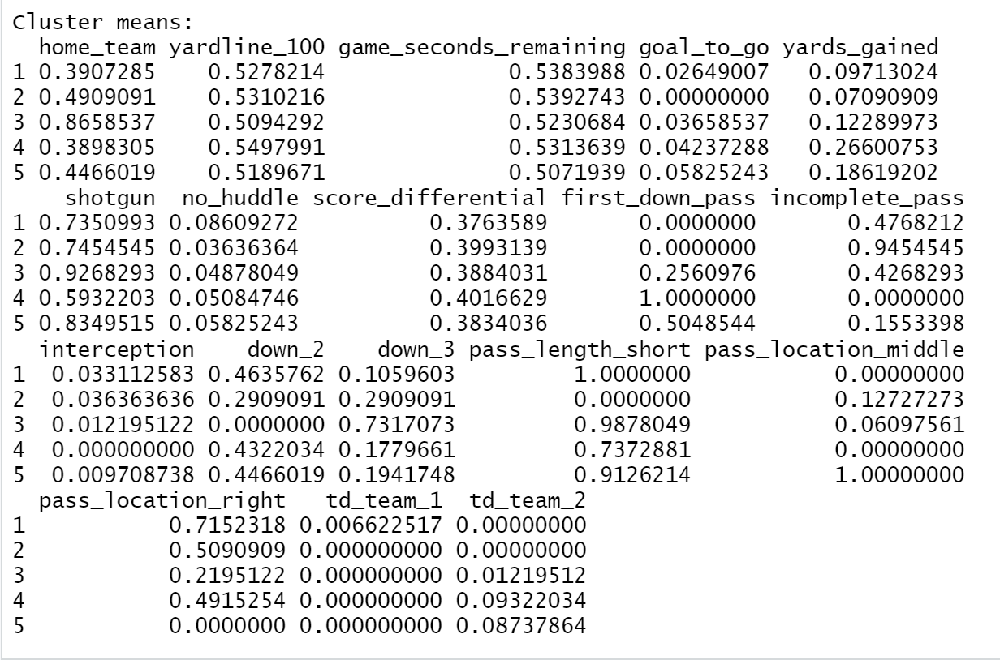 Cluster means:
  home_team yardline_100 game_seconds_remaining goal_to_go yards_gained
1 0.3907285    0.5278214              0.5383988 0.02649007   0.09713024
2 0.4909091    0.5310216              0.5392743 0.00000000   0.07090909
3 0.8658537    0.5094292              0.5230684 0.03658537   0.12289973
4 0.3898305    0.5497991              0.5313639 0.04237288   0.26600753
5 0.4466019    0.5189671              0.5071939 0.05825243   0.18619202
    shotgun  no_huddle score_differential first_down_pass incomplete_pass
1 0.7350993 0.08609272          0.3763589       0.0000000       0.4768212
2 0.7454545 0.03636364          0.3993139       0.0000000       0.9454545
3 0.9268293 0.04878049          0.3884031       0.2560976       0.4268293
4 0.5932203 0.05084746          0.4016629       1.0000000       0.0000000
5 0.8349515 0.05825243          0.3834036       0.5048544       0.1553398
  interception    down_2    down_3 pass_length_short pass_location_middle
1  0.033112583 0.4635762 0.1059603         1.0000000           0.00000000
2  0.036363636 0.2909091 0.2909091         0.0000000           0.12727273
3  0.012195122 0.0000000 0.7317073         0.9878049           0.06097561
4  0.000000000 0.4322034 0.1779661         0.7372881           0.00000000
5  0.009708738 0.4466019 0.1941748         0.9126214           1.00000000
  pass_location_right   td_team_1  td_team_2
1           0.7152318 0.006622517 0.00000000
2           0.5090909 0.000000000 0.00000000
3           0.2195122 0.000000000 0.01219512
4           0.4915254 0.000000000 0.09322034
5           0.0000000 0.000000000 0.08737864